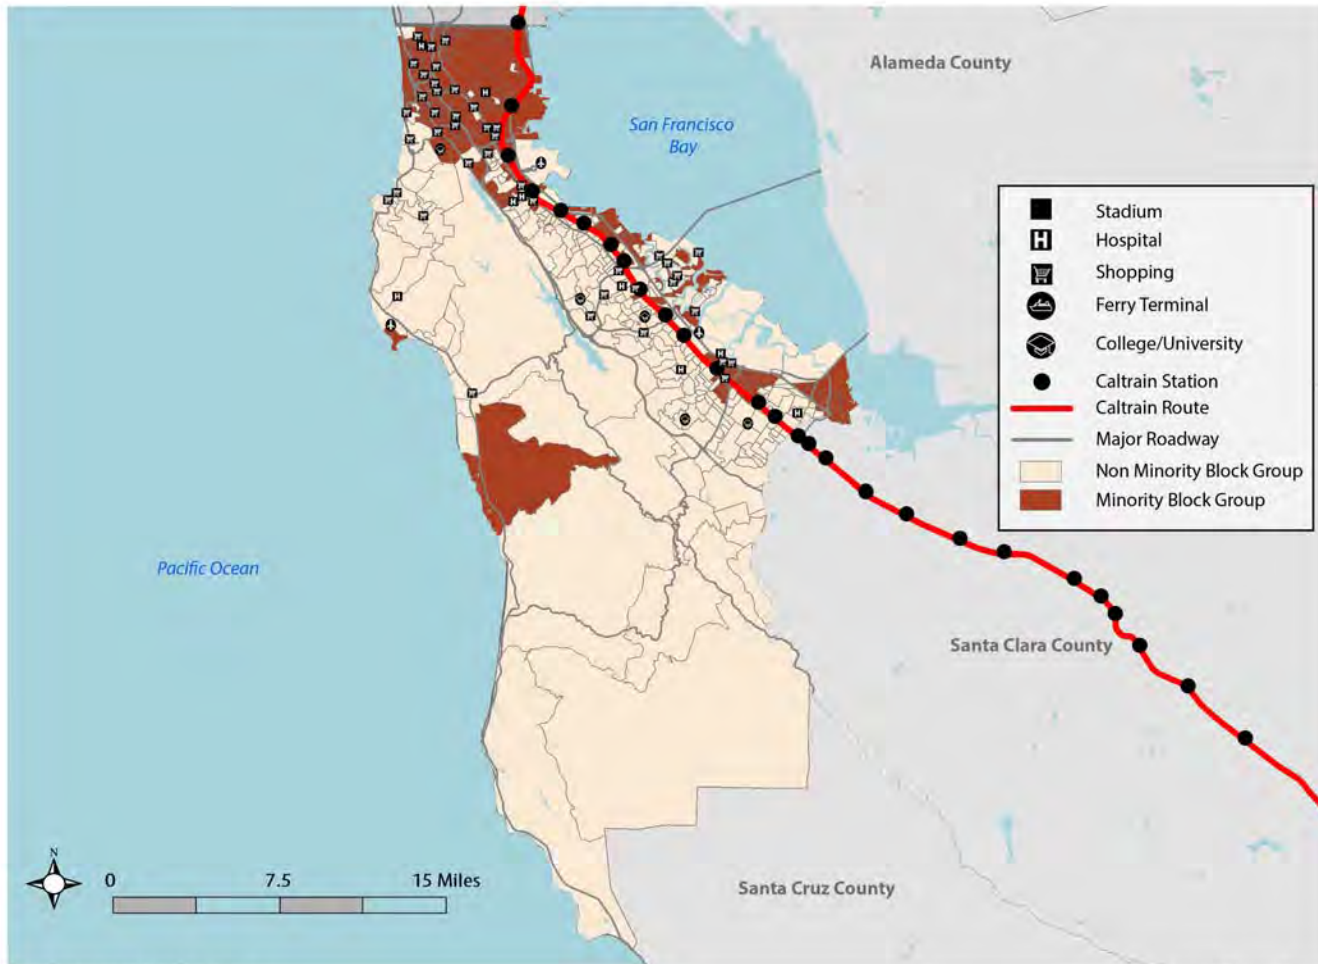 Alameda County
San Francisco
Bay
Stadium
Hospital
Shopping
Ferry Terminal
College/University
Caltrain Station
Caltrain Route
Major Roadway
Non Minority Block Group
Minority Block Group
Pacific Ocean
Santa Clara County
Santa Cruz County
N
0 7.5 15 Miles